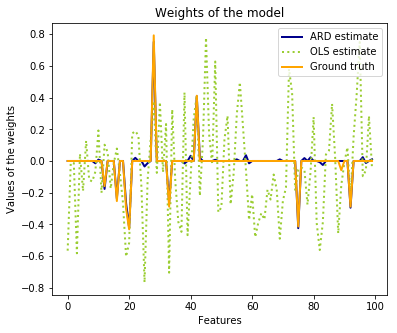 Weights of the model
ARD estimate
OLS estimate
Ground truth
Values of the weights
0.8
0.6
0.4
0.2
0.0
−0.2
−0.4
−0.6
−0.8
0 20 40 60 80 100
Features